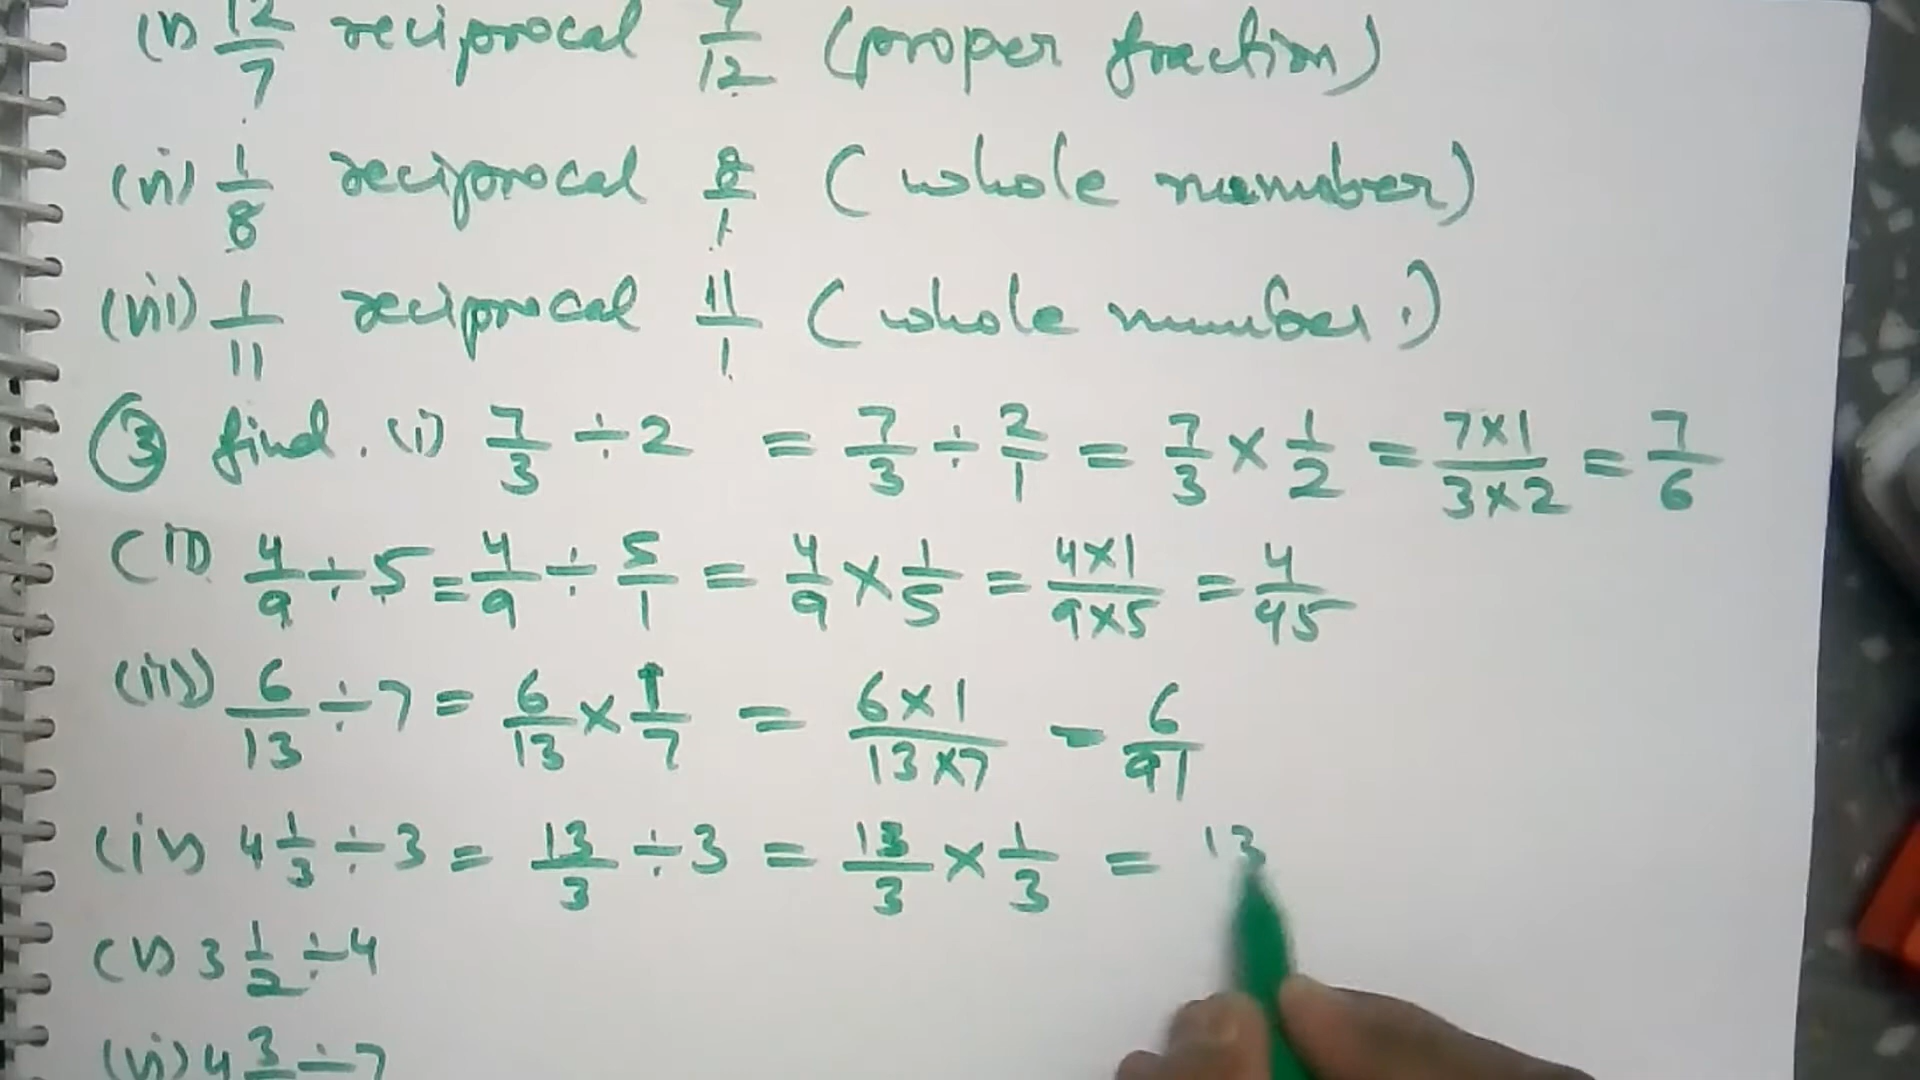 (v) 12/7 reciprocal 7/12 (proper fraction)
(vi) 1/8 reciprocal 8/1 (whole number)
(vii) 1/11 reciprocal 11/1 (whole number.)
(3) find. (i) 7/3 ÷ 2 = 7/3 ÷ 2/1 = 7/3 × 1/2 = 7×1/3×2 = 7/6
(ii) 4/9 ÷ 5 = 4/9 ÷ 5/1 = 4/9 × 1/5 = 4×1/9×5 = 4/45
(iii) 6/13 ÷ 7 = 6/13 × 1/7 = 6×1/13×7 = 6/91
(iv) 4 1/3 ÷ 3 = 13/3 ÷ 3 = 13/3 × 1/3 = 13
(v) 3 1/2 ÷ 4
(vi) 4 3/ ÷ 7